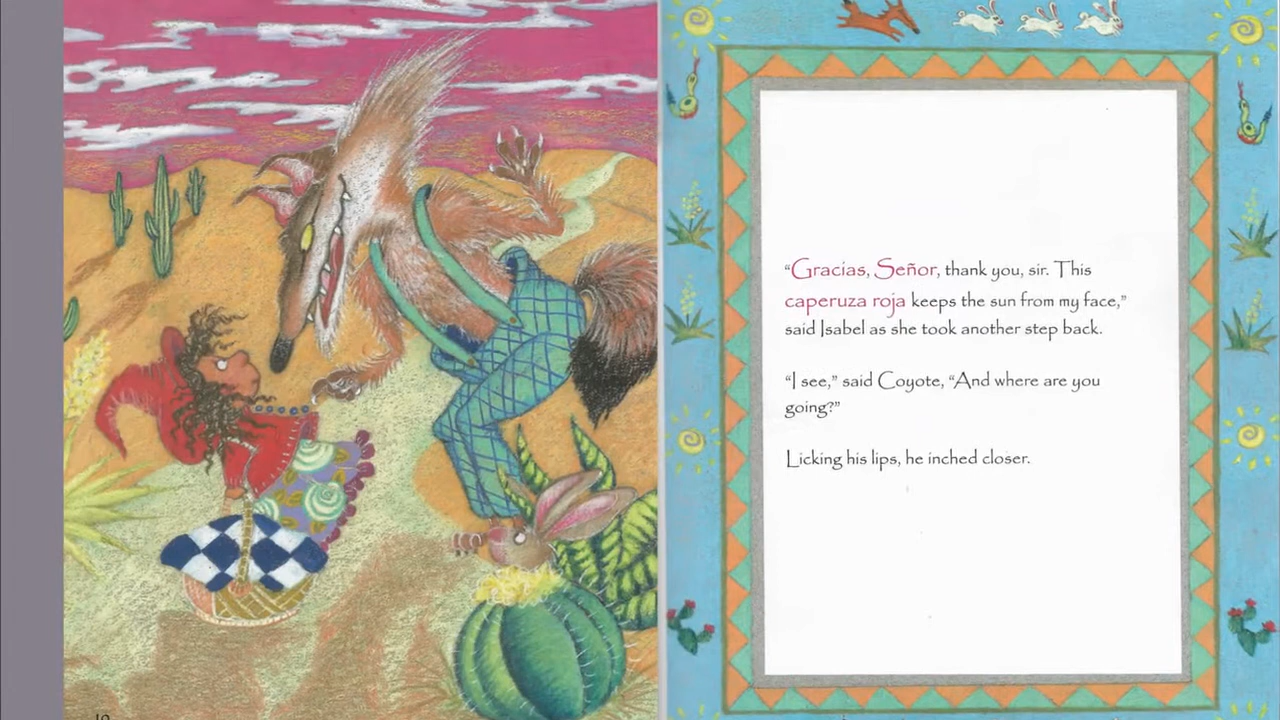 “Gracias, Señor, thank you, sir. This
caperuza roja keeps the sun from my face,”
said Isabel as she took another step back.
“I see,” said Coyote, “And where are you
going?”
Licking his lips, he inched closer.